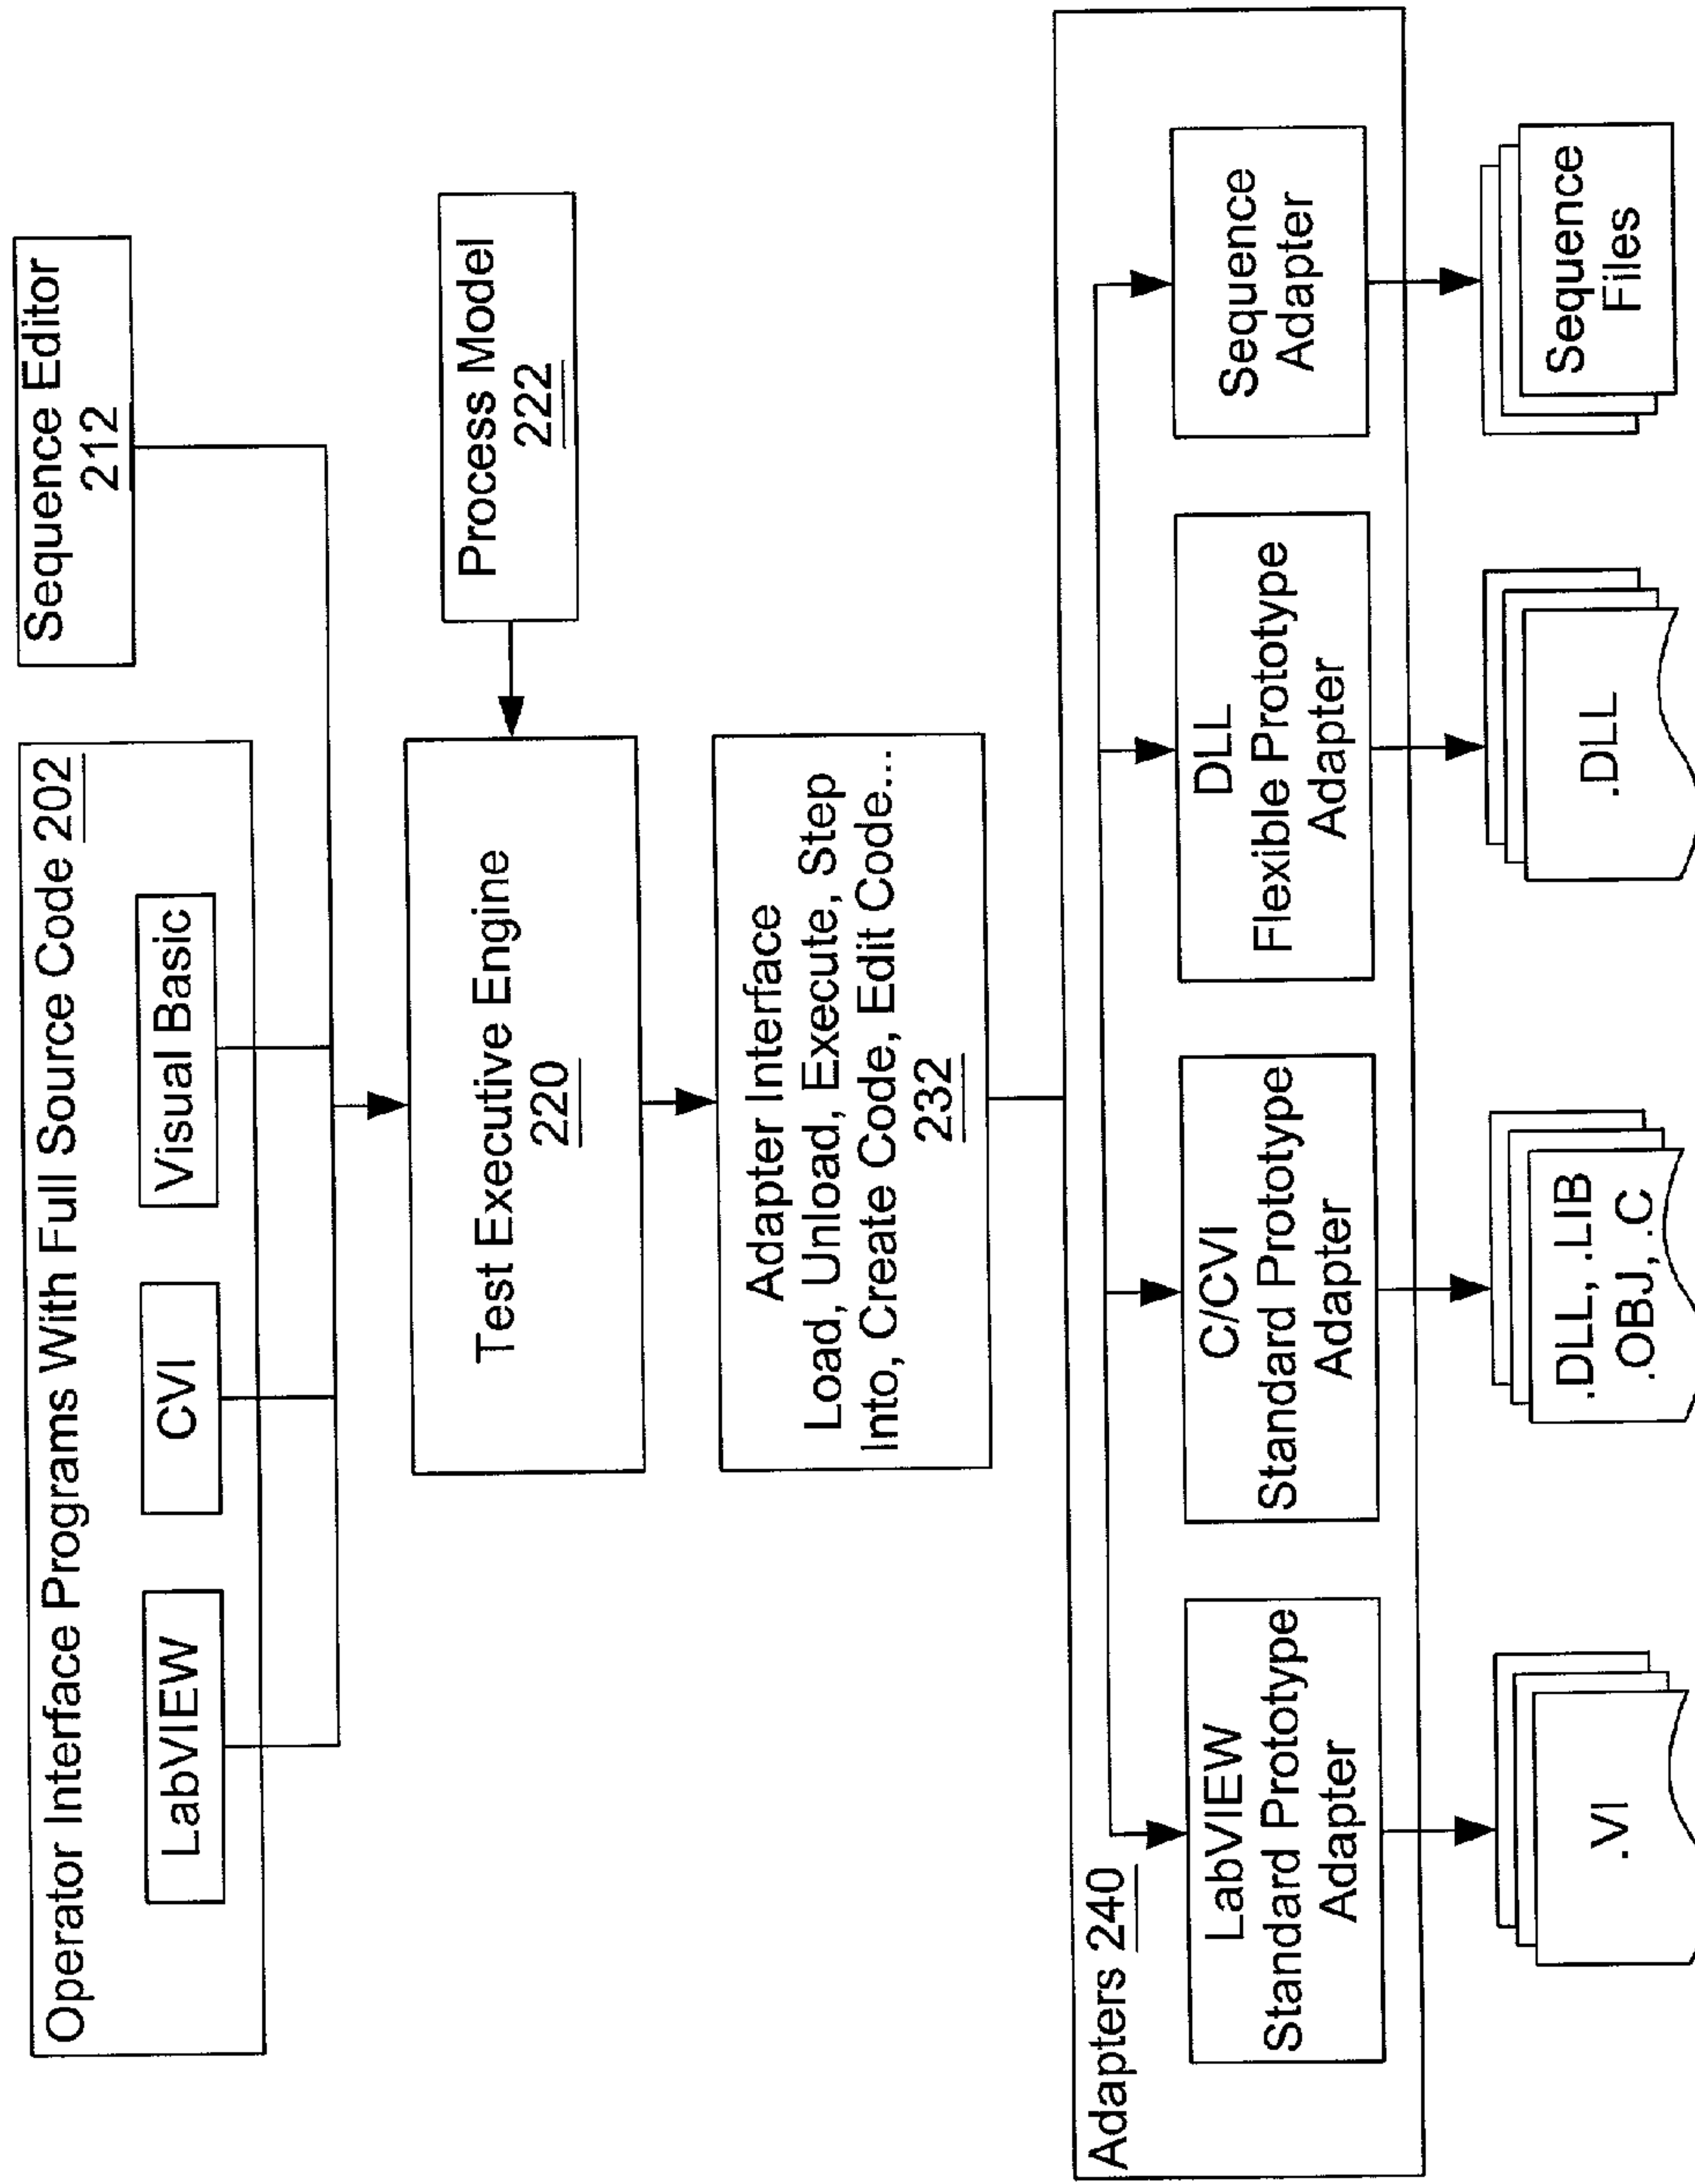 Operator Interface Programs With Full Source Code 202
LabVIEW
CVI
Visual Basic
Sequence Editor
212
Test Executive Engine
220
Process Model
222
Adapter Interface
Load, Unload, Execute, Step
Into, Create Code, Edit Code...
232
Adapters 240
LabVIEW
Standard Prototype
Adapter
C/CVI
Standard Prototype
Adapter
DLL
Flexible Prototype
Adapter
Sequence
Adapter
.VI
.DLL, .LIB
.OBJ, .C
.DLL
Sequence
Files